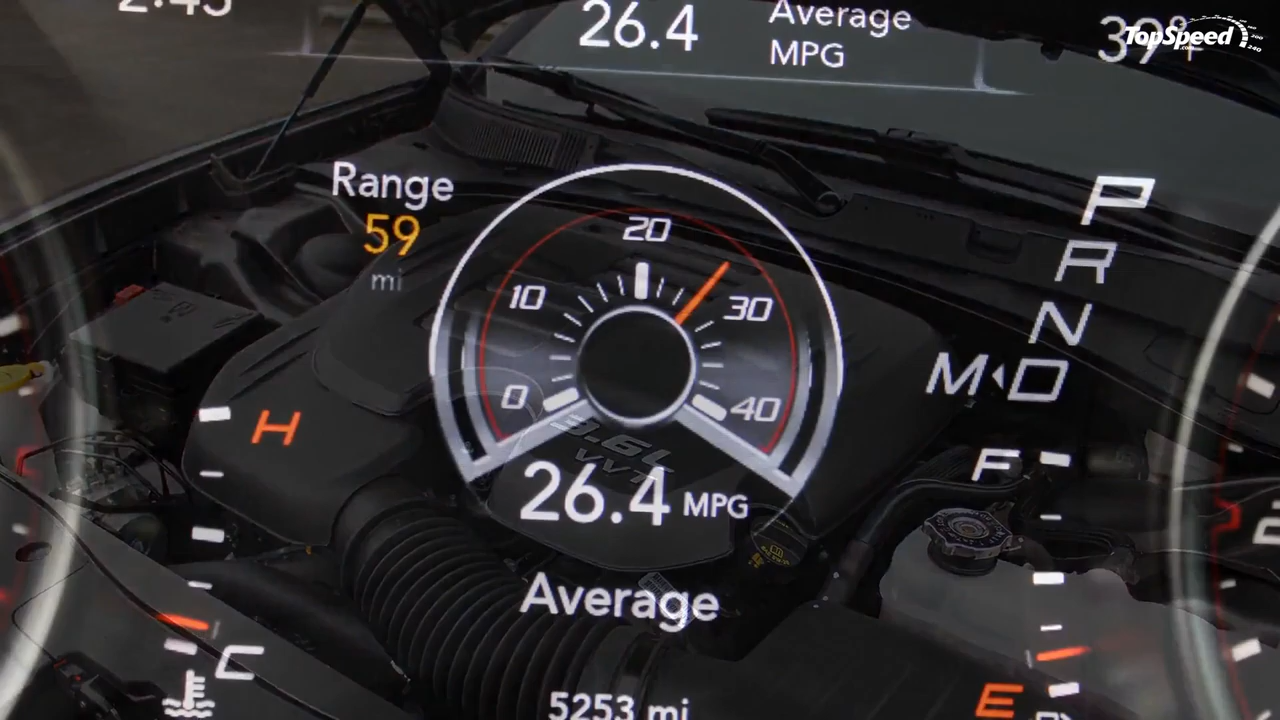 2:45
26.4
Average
MPG
39°F
TopSpeed
.com
Range
59
mi
0
10
20
30
40
26.4 MPG
Average
5253 mi
P
R
N
M D
H
C
F
E
3.6L
VVT